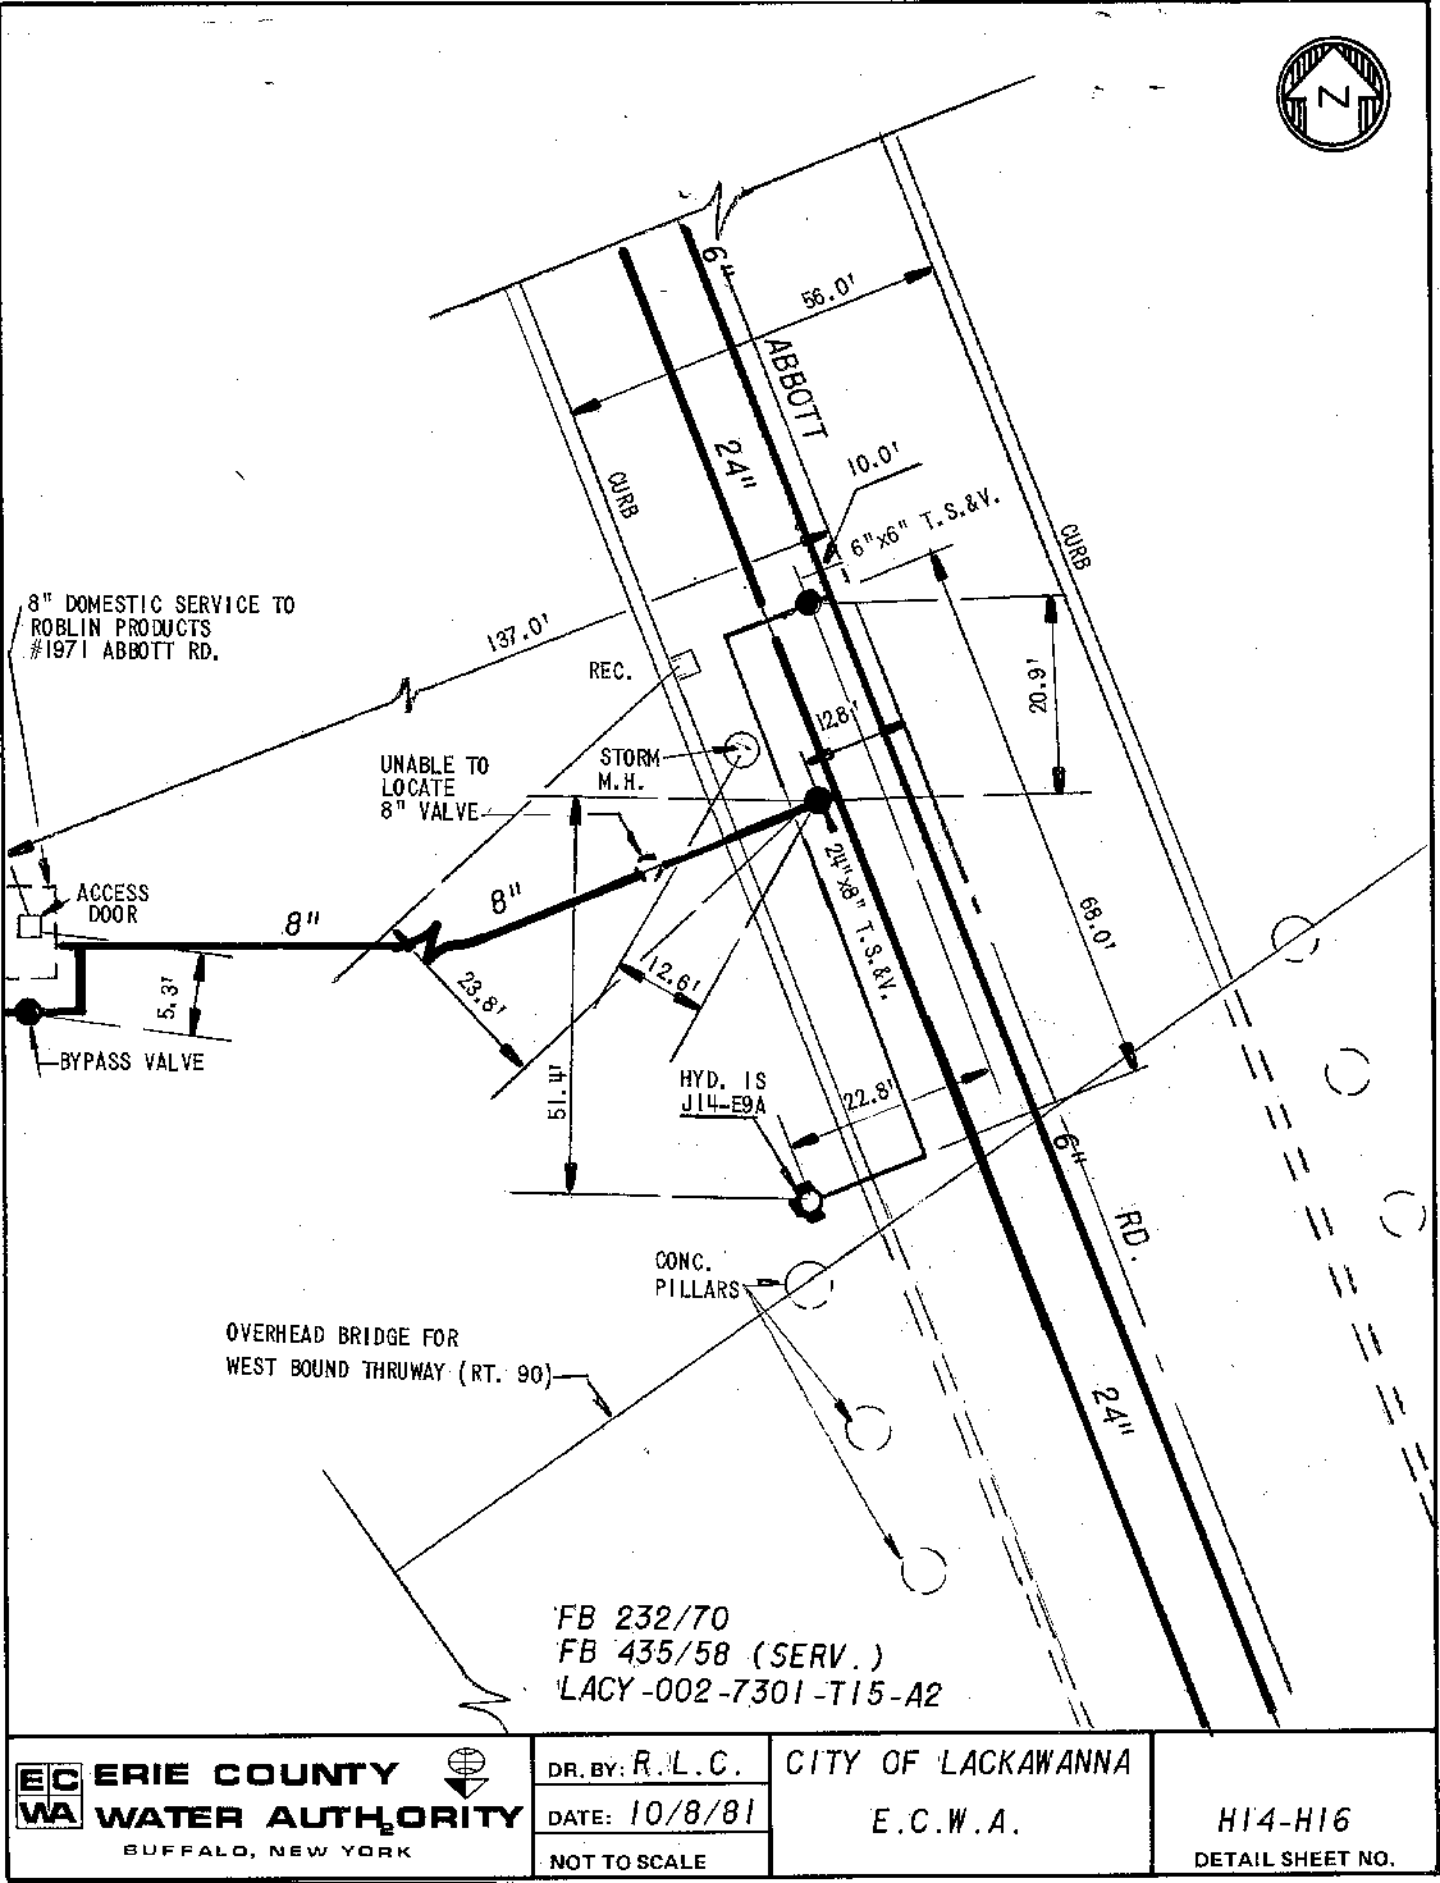 N
6"
56.0'
ABBOTT
24"
10.0'
CURB
6"x6" T.S.&V.
CURB
8" DOMESTIC SERVICE TO
ROBLIN PRODUCTS
#1971 ABBOTT RD.
137.0'
REC.
20.9'
12.8'
STORM
M.H.
UNABLE TO
LOCATE
8" VALVE
24"x8" T.S.&V.
ACCESS
DOOR
8"
8"
68.0'
23.8'
12.6'
5.3'
BYPASS VALVE
51.4'
HYD. IS
J14-E9A
22.8'
6"
RD.
CONC.
PILLARS
OVERHEAD BRIDGE FOR
WEST BOUND THRUWAY (RT. 90)
24"
FB 232/70
FB 435/58 (SERV.)
LACY-002-7301-T15-A2
EC
WA
ERIE COUNTY
WATER AUTH2ORITY
BUFFALO, NEW YORK
DR. BY: R.L.C.
DATE: 10/8/81
NOT TO SCALE
CITY OF LACKAWANNA
E.C.W.A.
H14-H16
DETAIL SHEET NO.